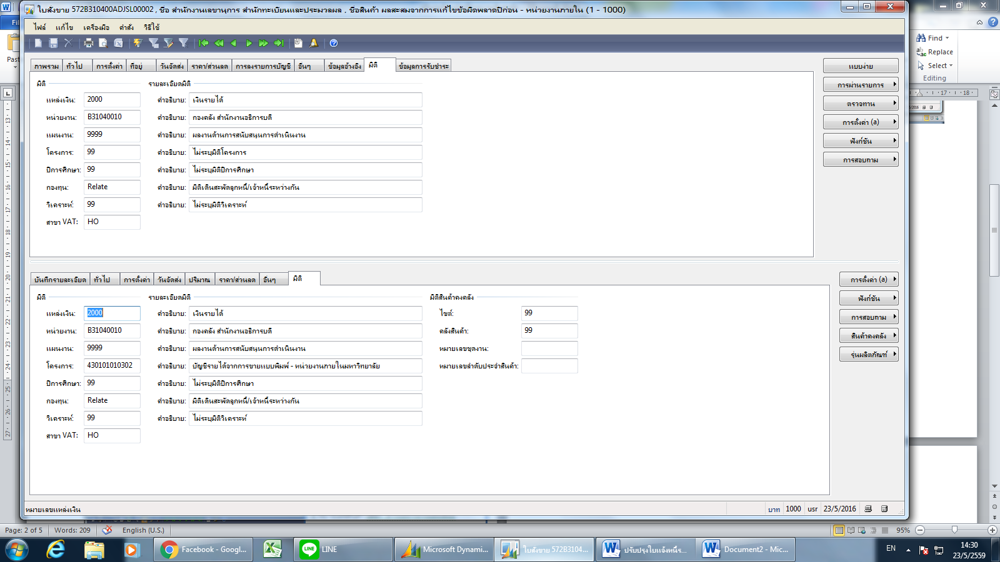 ใบสั่งขาย 572B310400ADJSL00002 , ชื่อ สำนักงานเลขานุการ สำนักทะเบียนและประมวลผล , ชื่อสินค้า ผลสะสมจากการแก้ไขข้อผิดพลาดปีก่อน - หน่วยงานภายใน (1 - 1000)
ไฟล์ แก้ไข เครื่องมือ คำสั่ง วิธีใช้
ภาพรวม ทั่วไป การตั้งค่า ที่อยู่ วันจัดส่ง ราคา/ส่วนลด การลงรายการบัญชี อื่นๆ ข้อมูลอ้างอิง มิติ ข้อมูลการรับชำระ
มิติ รายละเอียดมิติ
แหล่งเงิน: 2000 คำอธิบาย: เงินรายได้
หน่วยงาน: B31040010 คำอธิบาย: กองคลัง สำนักงานอธิการบดี
แผนงาน: 9999 คำอธิบาย: ผลงานด้านการสนับสนุนการดำเนินงาน
โครงการ: 99 คำอธิบาย: ไม่ระบุมิติโครงการ
ปีการศึกษา: 99 คำอธิบาย: ไม่ระบุมิติปีการศึกษา
กองทุน: Relate คำอธิบาย: มิติเดินสะพัดลูกหนี้/เจ้าหนี้ระหว่างกัน
วิเคราะห์: 99 คำอธิบาย: ไม่ระบุมิติวิเคราะห์
สาขา VAT: HO
แบบง่าย
การผ่านรายการ
ตรวจทาน
การตั้งค่า (a)
ฟังก์ชัน
การสอบถาม
บันทึกรายละเอียด ทั่วไป การตั้งค่า วันจัดส่ง ปริมาณ ราคา/ส่วนลด อื่นๆ มิติ
มิติ รายละเอียดมิติ มิติสินค้าคงคลัง
แหล่งเงิน: 2000 คำอธิบาย: เงินรายได้ ไซต์: 99
หน่วยงาน: B31040010 คำอธิบาย: กองคลัง สำนักงานอธิการบดี คลังสินค้า: 99
แผนงาน: 9999 คำอธิบาย: ผลงานด้านการสนับสนุนการดำเนินงาน หมายเลขชุดงาน:
โครงการ: 430101010302 คำอธิบาย: บัญชีรายได้จากการขายแบบพิมพ์ - หน่วยงานภายในมหาวิทยาลัย หมายเลขลำดับประจำสินค้า:
ปีการศึกษา: 99 คำอธิบาย: ไม่ระบุมิติปีการศึกษา
กองทุน: Relate คำอธิบาย: มิติเดินสะพัดลูกหนี้/เจ้าหนี้ระหว่างกัน
วิเคราะห์: 99 คำอธิบาย: ไม่ระบุมิติวิเคราะห์
สาขา VAT: HO
การตั้งค่า (a)
ฟังก์ชัน
การสอบถาม
สินค้าคงคลัง
รุ่นผลิตภัณฑ์
หมายเลขแหล่งเงิน บาท 1000 usr 23/5/2016
Find
Replace
Select
Editing
Page: 2 of 5 Words: 209 English (U.S.) 95%
Facebook - Googl... LINE Microsoft Dynami... ใบสั่งขาย 572B3104... ปรับปรุงใบแจ้งหนี้ร... Document2 - Mic... EN 14:30
23/5/2559